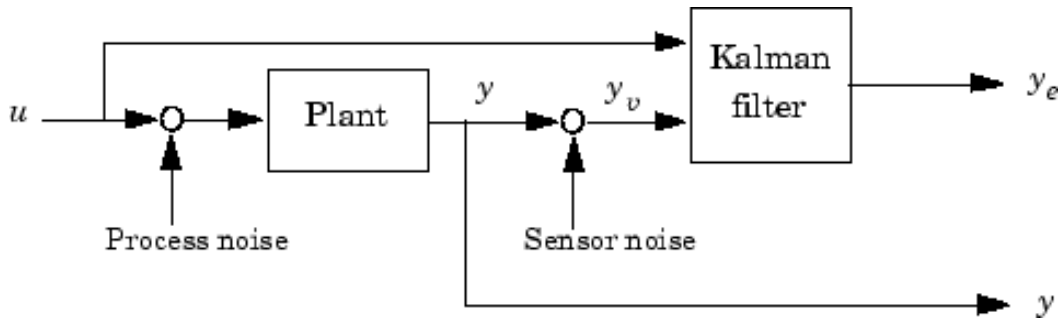 Kalman
filter
u
Plant
y
y_v
y_e
Process noise
Sensor noise
y